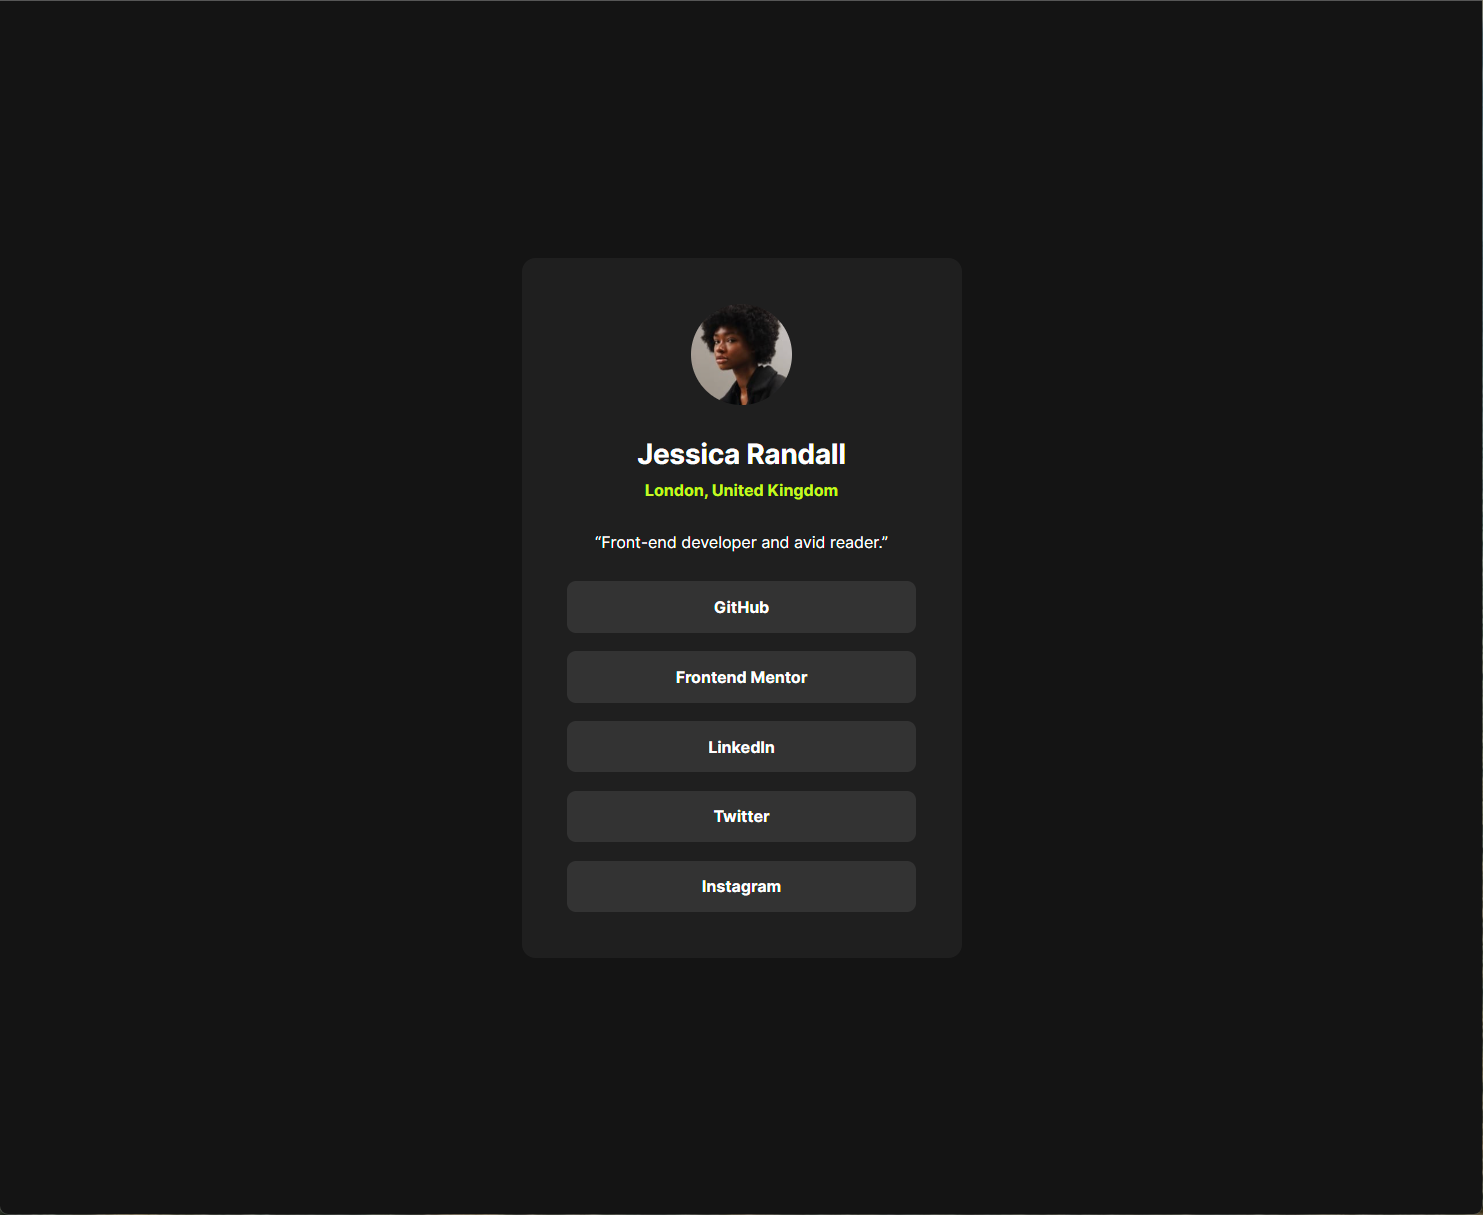 Jessica Randall
London, United Kingdom
“Front-end developer and avid reader.”
GitHub
Frontend Mentor
LinkedIn
Twitter
Instagram